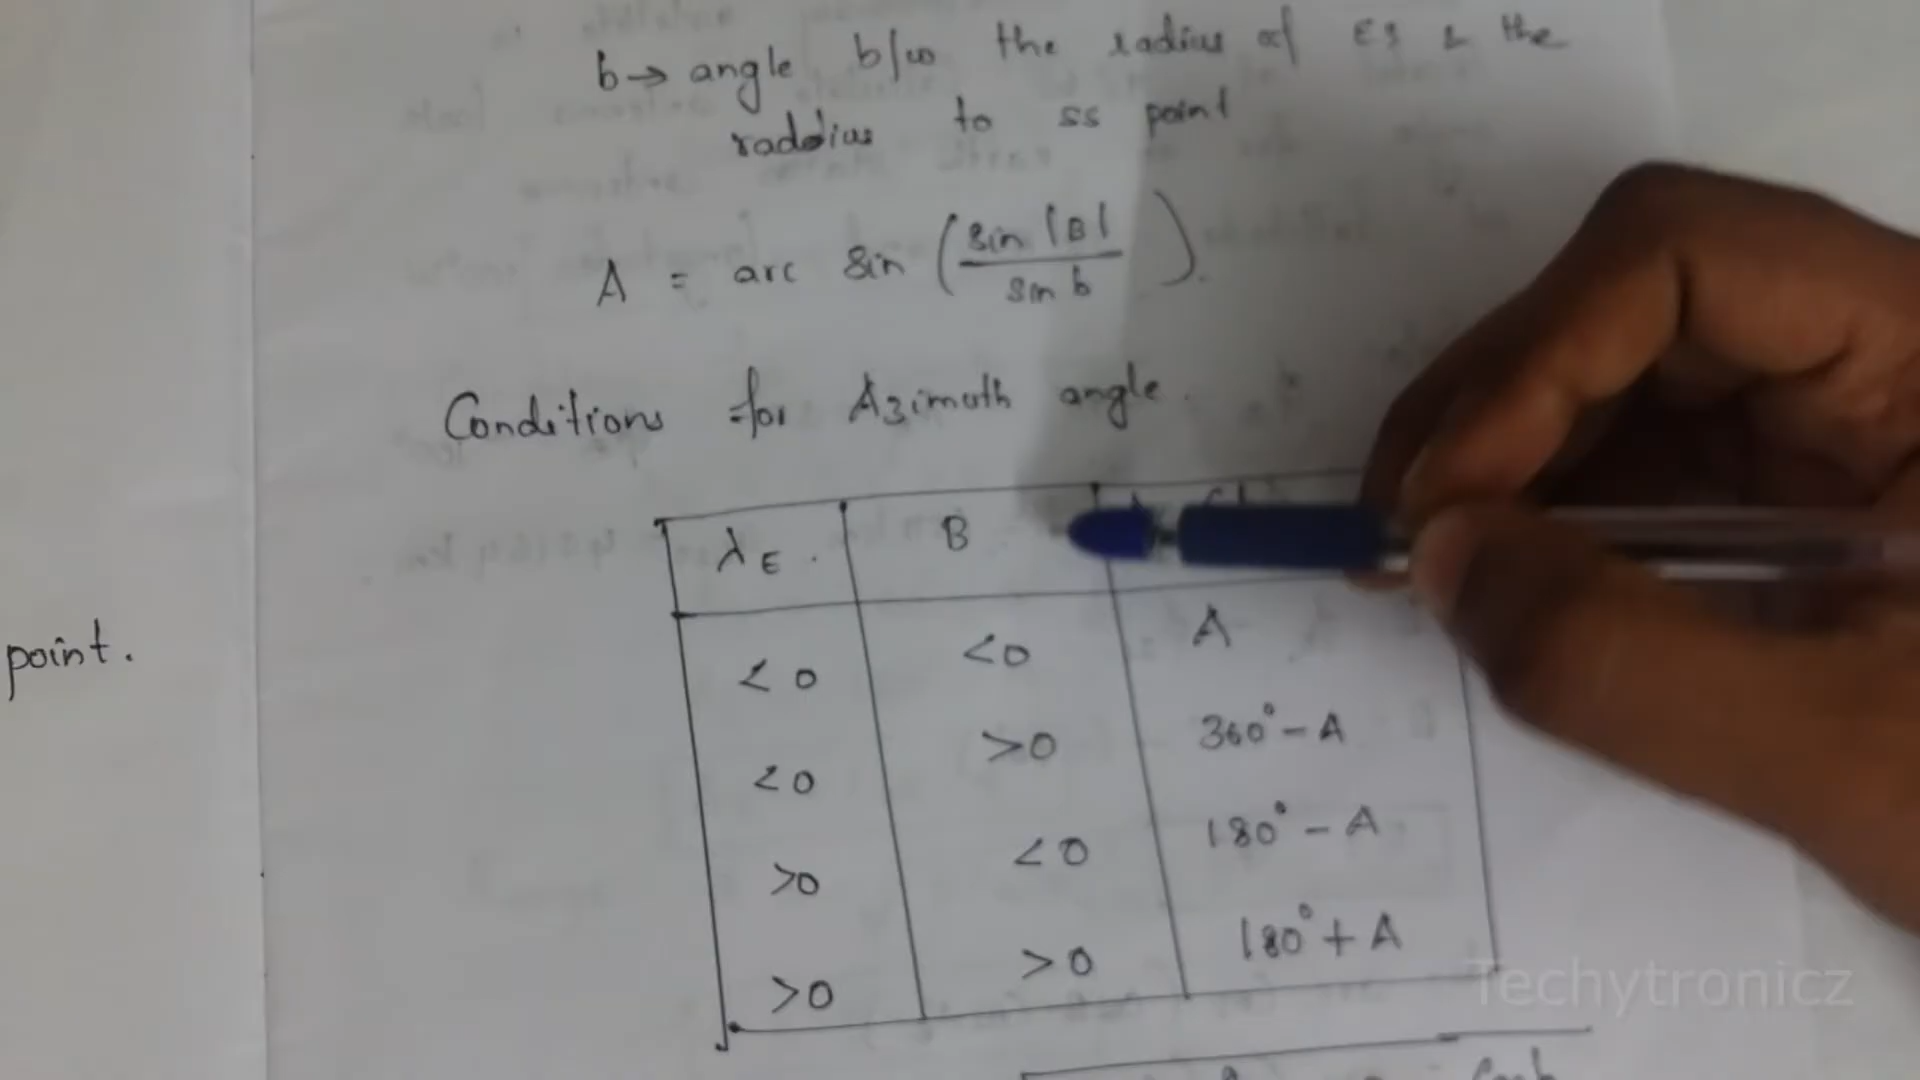 b → angle b/w the radius of ES & the
raddius to ss point
A = arc sin (sin |B| / sin b)
Conditions for Azimuth angle.
λE. B
<0 <0 A
<0 >0 360° - A
>0 <0 180° - A
>0 >0 180° + A
point.
Techytronicz